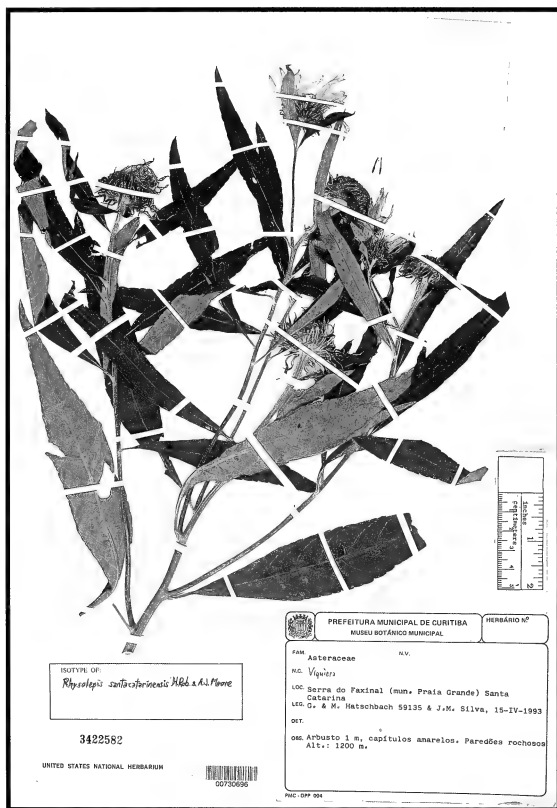 inches
centimeters
1
2
PREFEITURA MUNICIPAL DE CURITIBA
MUSEU BOTÂNICO MUNICIPAL
HERBÁRIO Nº
FAM. Asteraceae
N.V.
N.C. Viguiera
LOC. Serra do Faxinal (mun. Praia Grande) Santa
Catarina
LEG. G. & M. Hatschbach 59135 & J.M. Silva, 15-IV-1993
DET.
OBS. Arbusto 1 m, capítulos amarelos. Paredões rochosos
Alt.: 1200 m.
PMC - DPP 004
ISOTYPE OF:
Rhysolepis santacatarinensis H.Rob. & A.J. Moore
3422582
UNITED STATES NATIONAL HERBARIUM
00730696